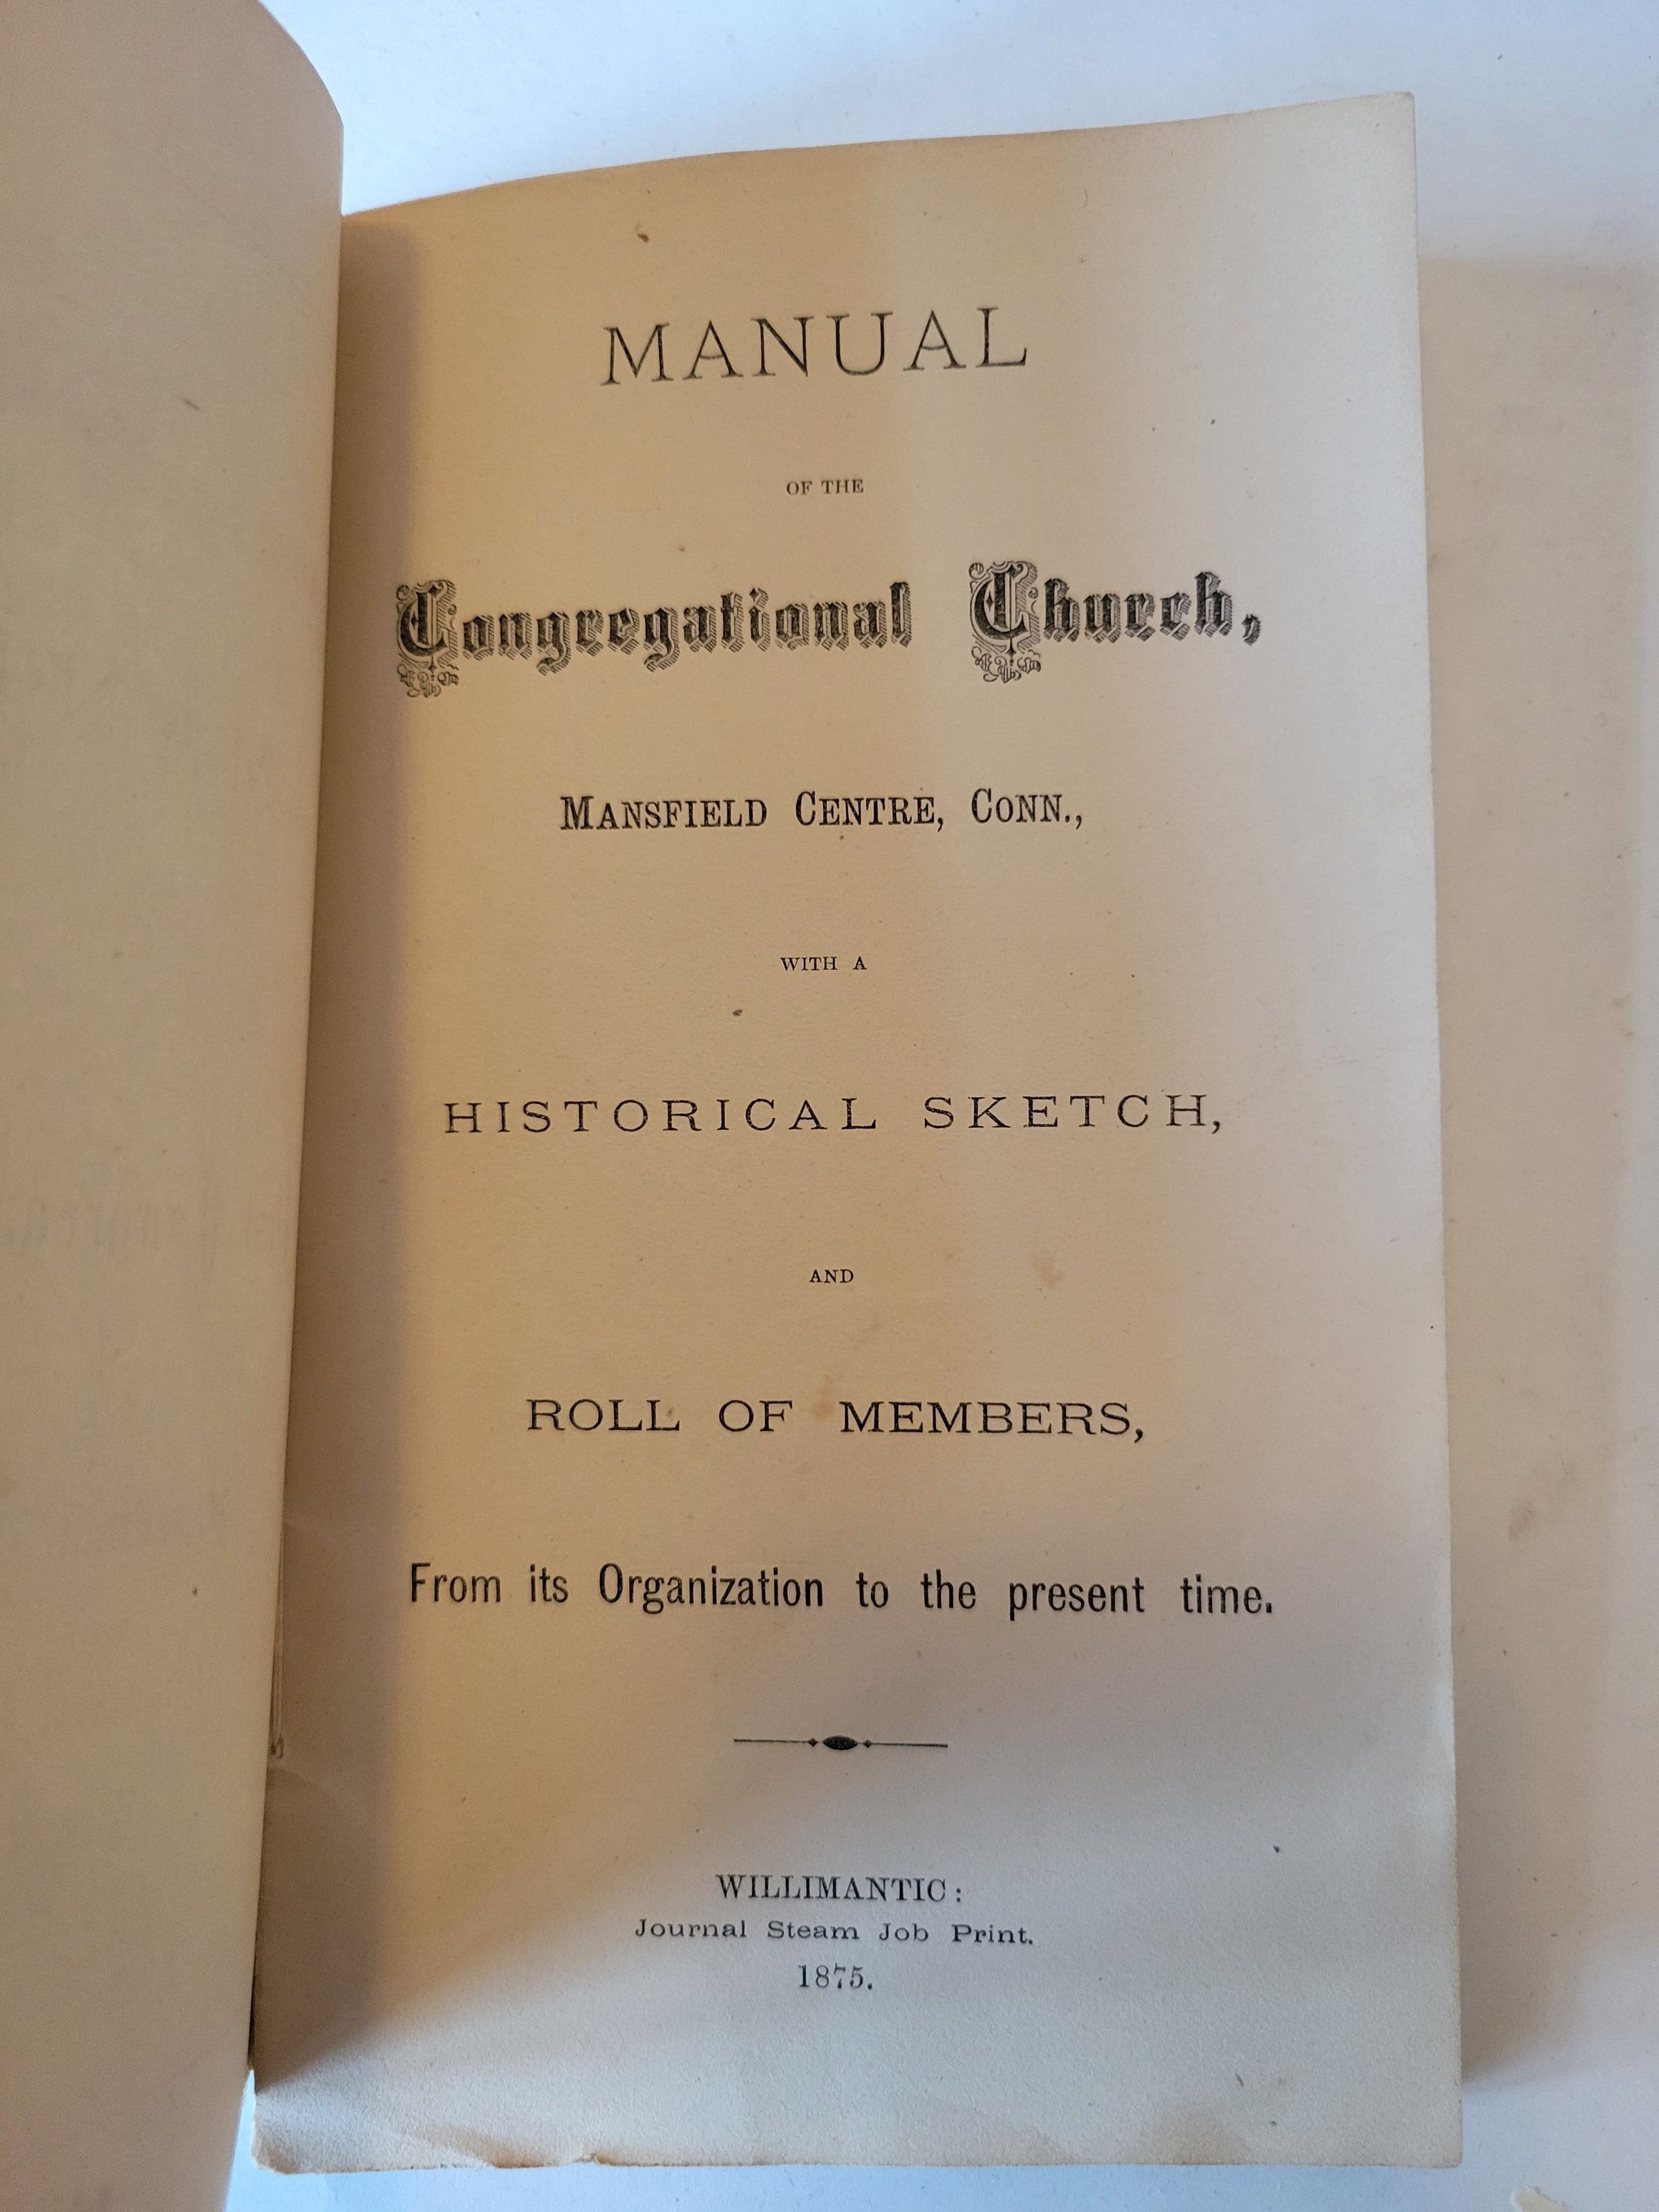 MANUAL
OF THE
Congregational Church,
MANSFIELD CENTRE, CONN.,
WITH A
HISTORICAL SKETCH,
AND
ROLL OF MEMBERS,
From its Organization to the present time.
WILLIMANTIC:
Journal Steam Job Print.
1875.